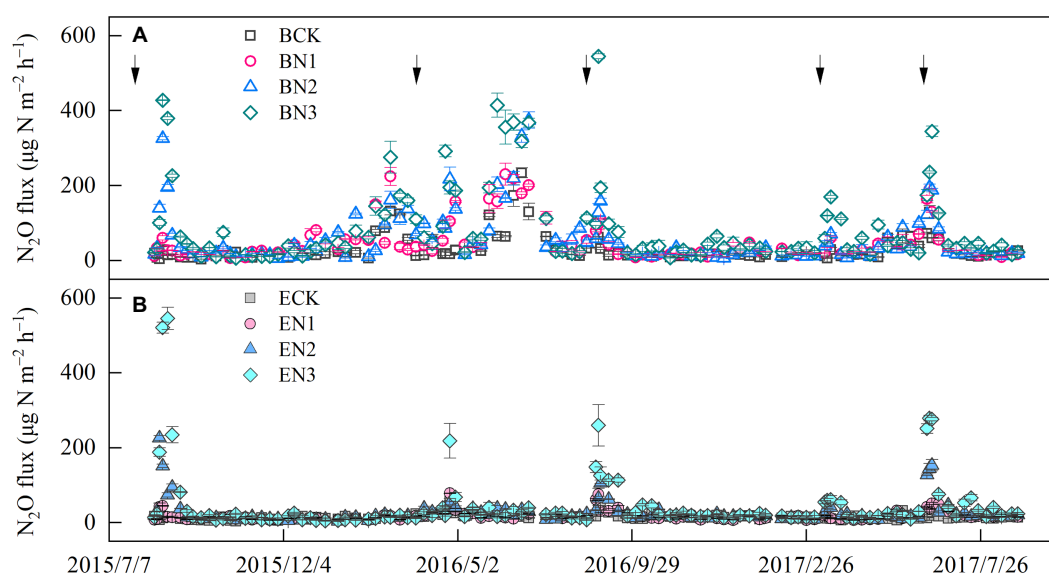 A
BCK
BN1
BN2
BN3
600
400
200
0
N₂O flux (μg N m⁻² h⁻¹)
B
ECK
EN1
EN2
EN3
600
400
200
0
N₂O flux (μg N m⁻² h⁻¹)
2015/7/7 2015/12/4 2016/5/2 2016/9/29 2017/2/26 2017/7/26